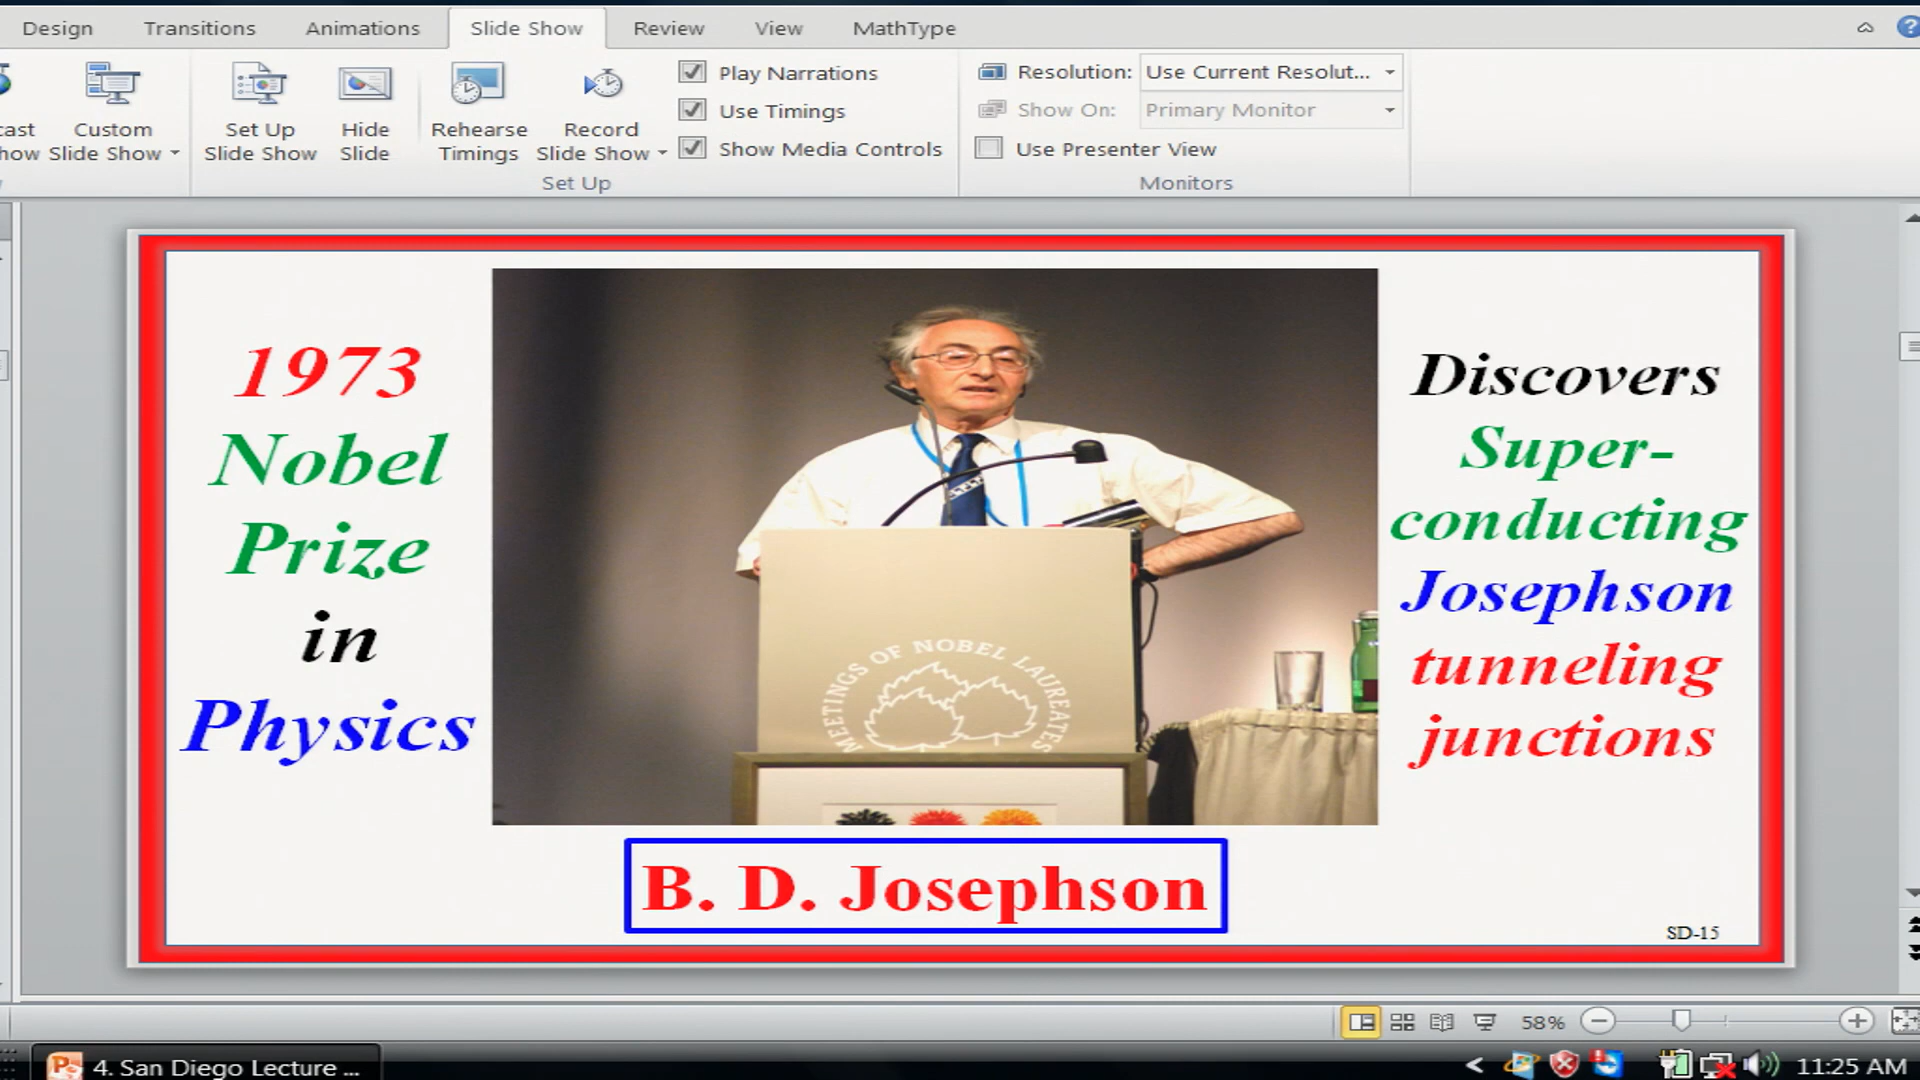 Design Transitions Animations Slide Show Review View MathType
cast Custom Set Up Hide Rehearse Record
how Slide Show Slide Show Slide Timings Slide Show
Play Narrations
Use Timings
Show Media Controls
Set Up
Resolution: Use Current Resolut...
Show On: Primary Monitor
Use Presenter View
Monitors
1973
Nobel
Prize
in
Physics
MEETINGS OF NOBEL LAUREATES
Discovers
Super-
conducting
Josephson
tunneling
junctions
B. D. Josephson
SD-15
58%
4. San Diego Lecture ...
11:25 AM